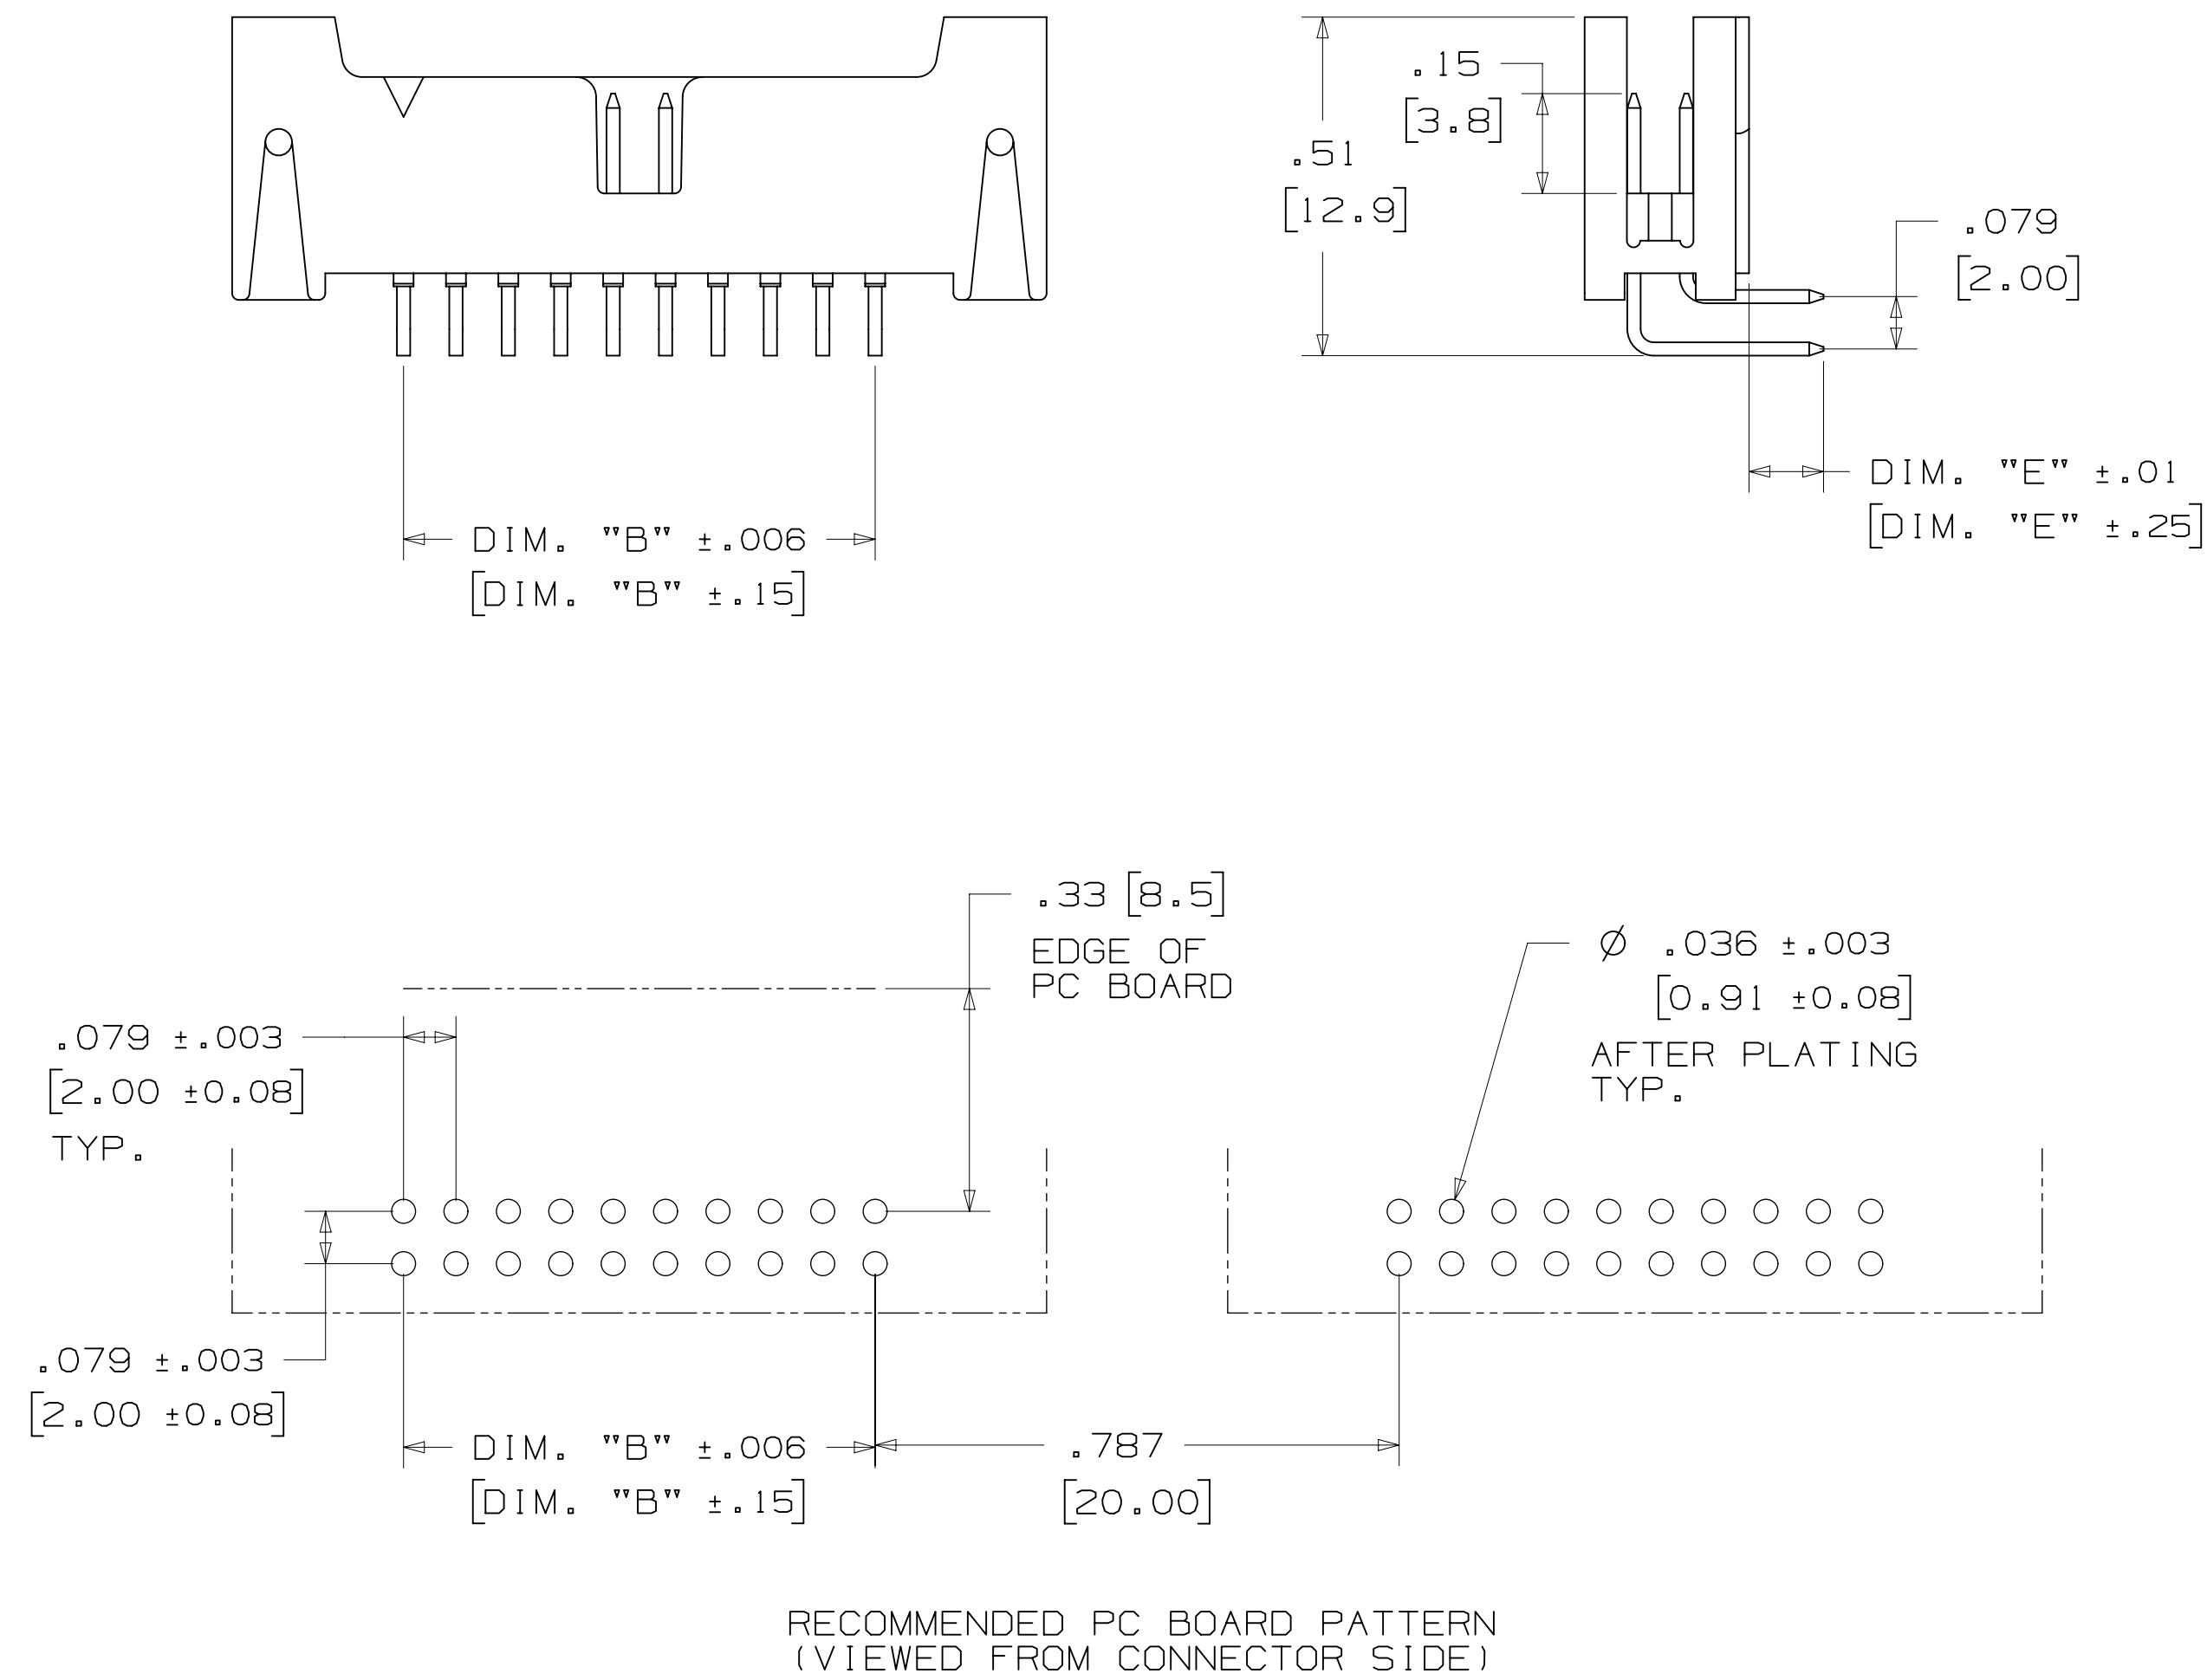 .15
[3.8]
.51
[12.9]
.079
[2.00]
DIM. "E" ±.01
[DIM. "E" ±.25]
DIM. "B" ±.006
[DIM. "B" ±.15]
.33 [8.5]
EDGE OF
PC BOARD
Ø .036 ±.003
[0.91 ±0.08]
AFTER PLATING
TYP.
.079 ±.003
[2.00 ±0.08]
TYP.
.079 ±.003
[2.00 ±0.08]
DIM. "B" ±.006
[DIM. "B" ±.15]
.787
[20.00]
RECOMMENDED PC BOARD PATTERN
(VIEWED FROM CONNECTOR SIDE)